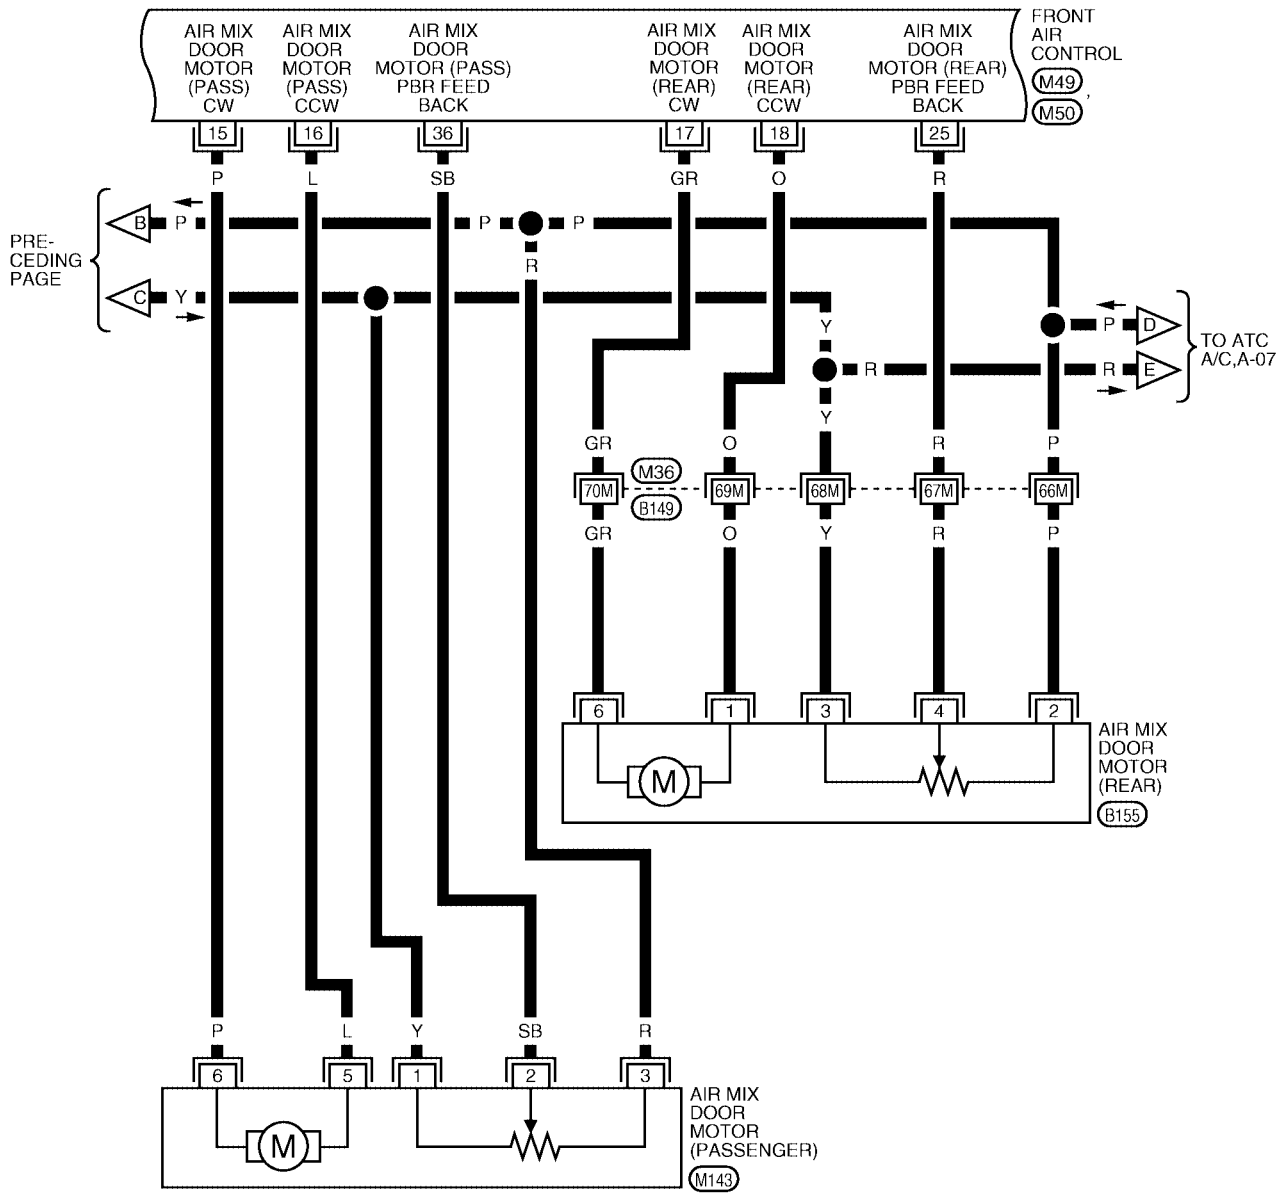 AIR MIX
DOOR
MOTOR
(PASS)
CW
AIR MIX
DOOR
MOTOR
(PASS)
CCW
AIR MIX
DOOR
MOTOR (PASS)
PBR FEED
BACK
AIR MIX
DOOR
MOTOR
(REAR)
CW
AIR MIX
DOOR
MOTOR
(REAR)
CCW
AIR MIX
DOOR
MOTOR (REAR)
PBR FEED
BACK
FRONT
AIR
CONTROL
M49 ,
M50
15 16 36 17 18 25
P L SB GR O R
PRE-
CEDING
PAGE
B P P P
R
C Y
Y
P D
R R E
TO ATC
A/C,A-07
Y
GR O R P
M36
70M 69M 68M 67M 66M
B149
GR O Y R P
6 1 3 4 2
M
AIR MIX
DOOR
MOTOR
(REAR)
B155
P L Y SB R
6 5 1 2 3
M
AIR MIX
DOOR
MOTOR
(PASSENGER)
M143